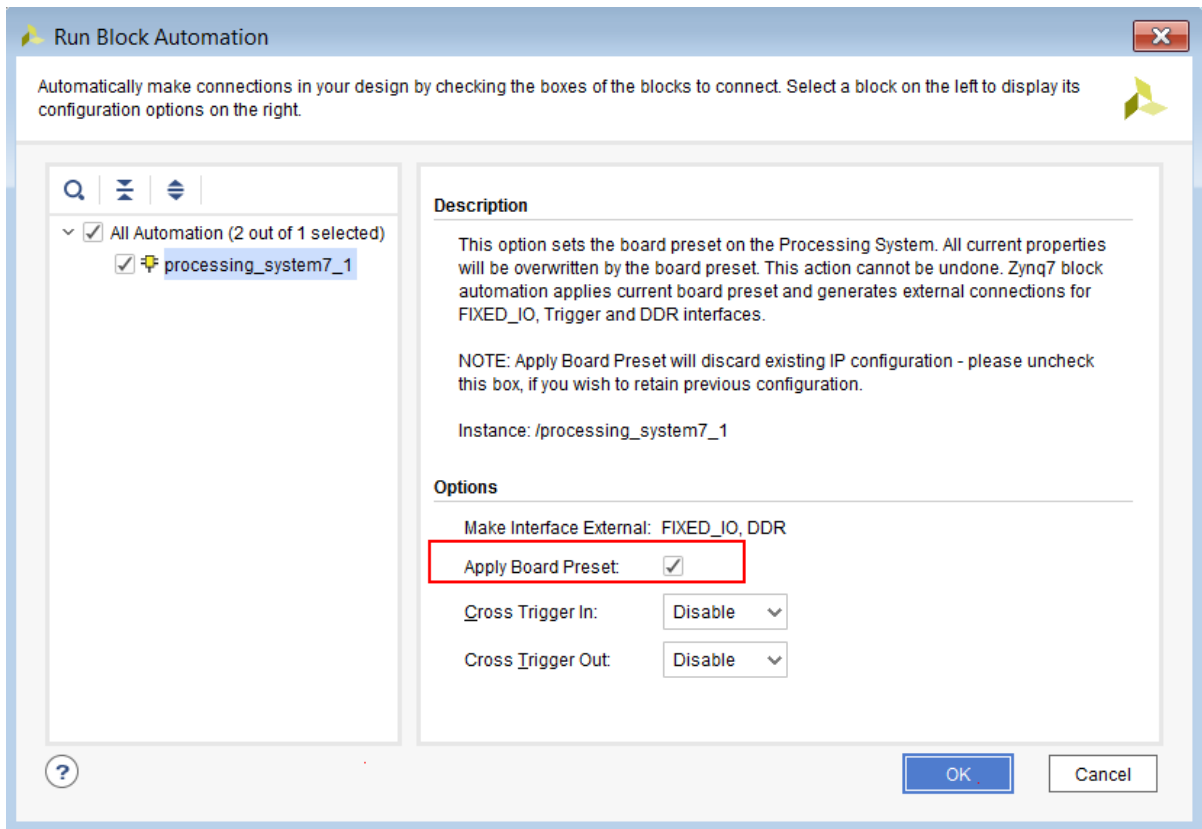 Run Block Automation
Automatically make connections in your design by checking the boxes of the blocks to connect. Select a block on the left to display its
configuration options on the right.
All Automation (2 out of 1 selected)
processing_system7_1
Description
This option sets the board preset on the Processing System. All current properties
will be overwritten by the board preset. This action cannot be undone. Zynq7 block
automation applies current board preset and generates external connections for
FIXED_IO, Trigger and DDR interfaces.
NOTE: Apply Board Preset will discard existing IP configuration - please uncheck
this box, if you wish to retain previous configuration.
Instance: /processing_system7_1
Options
Make Interface External: FIXED_IO, DDR
Apply Board Preset:
Cross Trigger In: Disable
Cross Trigger Out: Disable
?
OK
Cancel